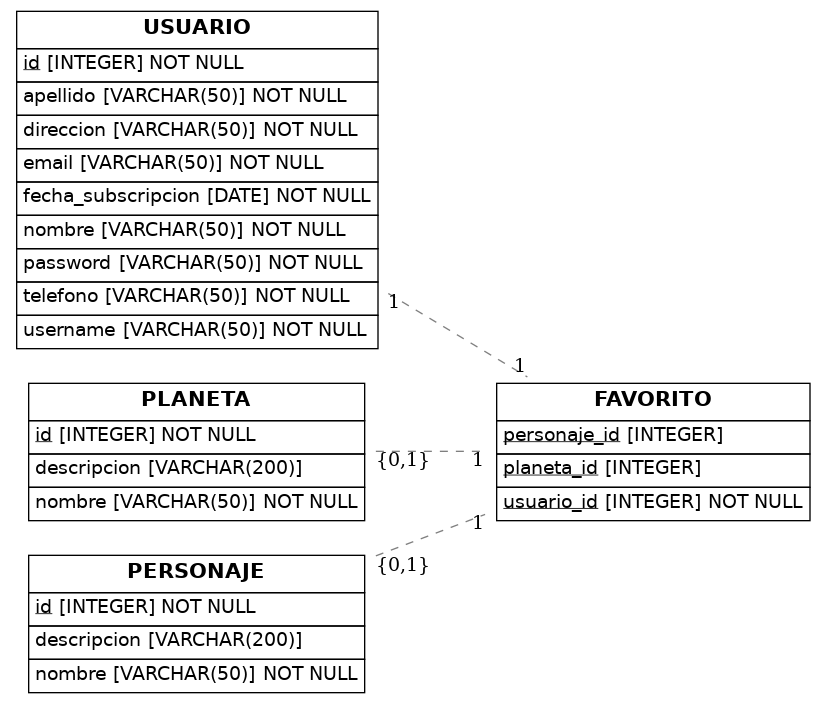 USUARIO
id [INTEGER] NOT NULL
apellido [VARCHAR(50)] NOT NULL
direccion [VARCHAR(50)] NOT NULL
email [VARCHAR(50)] NOT NULL
fecha_subscripcion [DATE] NOT NULL
nombre [VARCHAR(50)] NOT NULL
password [VARCHAR(50)] NOT NULL
telefono [VARCHAR(50)] NOT NULL
username [VARCHAR(50)] NOT NULL
1
1
PLANETA
id [INTEGER] NOT NULL
descripcion [VARCHAR(200)]
nombre [VARCHAR(50)] NOT NULL
{0,1}
1
FAVORITO
personaje_id [INTEGER]
planeta_id [INTEGER]
usuario_id [INTEGER] NOT NULL
1
{0,1}
PERSONAJE
id [INTEGER] NOT NULL
descripcion [VARCHAR(200)]
nombre [VARCHAR(50)] NOT NULL